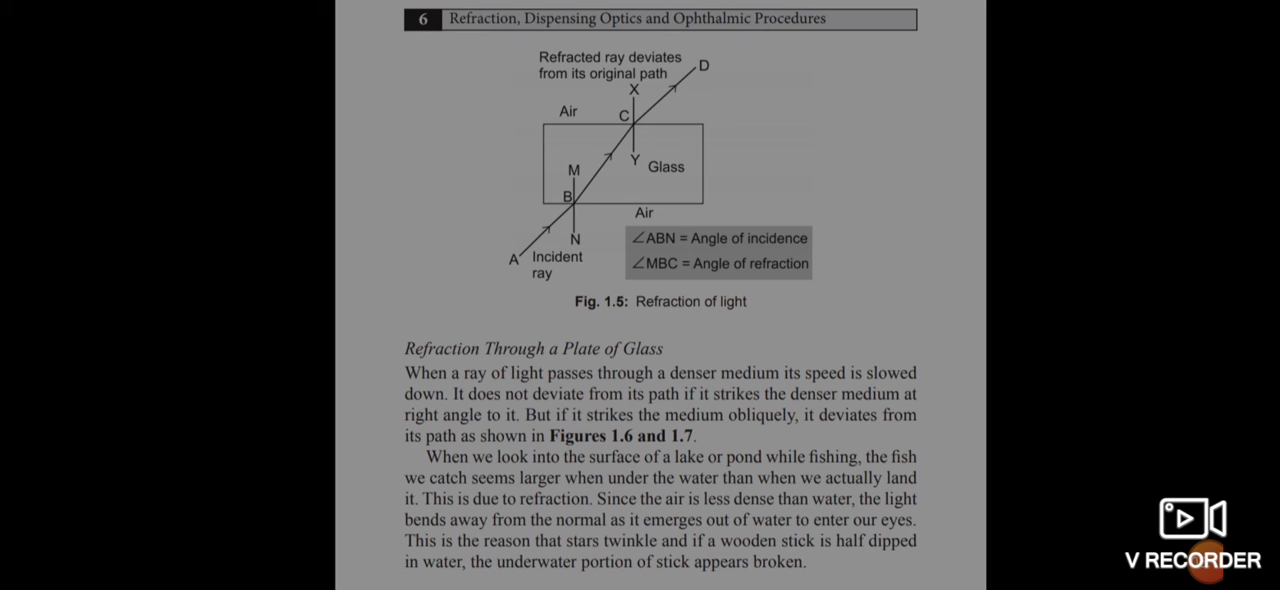 6 Refraction, Dispensing Optics and Ophthalmic Procedures
Refracted ray deviates
from its original path
D
X
Air
C
Y
Glass
M
B
Air
N
A
Incident
ray
∠ABN = Angle of incidence
∠MBC = Angle of refraction
Fig. 1.5: Refraction of light
Refraction Through a Plate of Glass
When a ray of light passes through a denser medium its speed is slowed
down. It does not deviate from its path if it strikes the denser medium at
right angle to it. But if it strikes the medium obliquely, it deviates from
its path as shown in Figures 1.6 and 1.7.
When we look into the surface of a lake or pond while fishing, the fish
we catch seems larger when under the water than when we actually land
it. This is due to refraction. Since the air is less dense than water, the light
bends away from the normal as it emerges out of water to enter our eyes.
This is the reason that stars twinkle and if a wooden stick is half dipped
in water, the underwater portion of stick appears broken.
V RECORDER